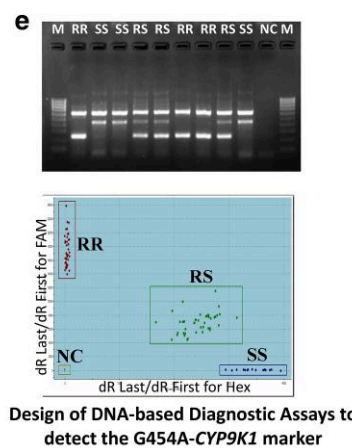 e
M RR SS SS RS RS RR RR RS SS NC M
dR Last/dR First for FAM
RR
RS
NC
SS
dR Last/dR First for Hex
Design of DNA-based Diagnostic Assays to
detect the G454A-CYP9K1 marker